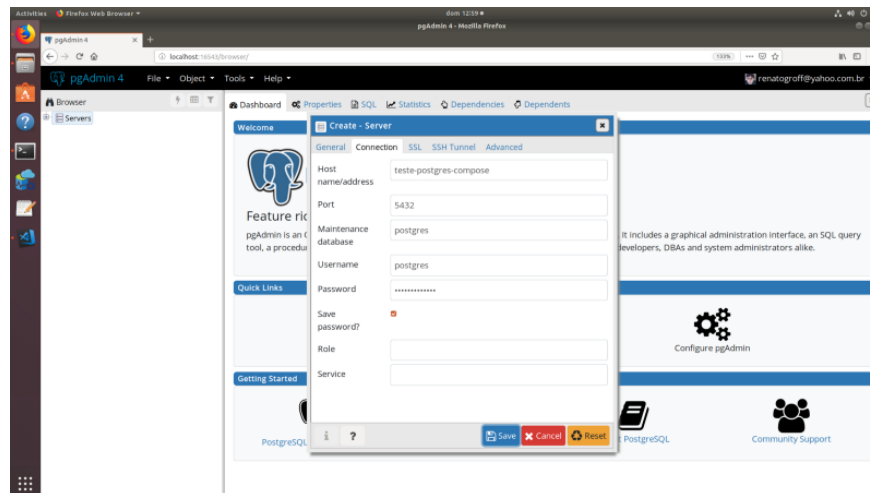 Activities
Firefox Web Browser
dom 12:59
pgAdmin 4 - Mozilla Firefox
pgAdmin 4
localhost:16543/browser/
133%
pgAdmin 4
File
Object
Tools
Help
renatogroff@yahoo.com.br
Browser
Servers
Dashboard
Properties
SQL
Statistics
Dependencies
Dependents
Welcome
Feature ric
pgAdmin is an O
. It includes a graphical administration interface, an SQL query
tool, a procedu
developers, DBAs and system administrators alike.
Quick Links
Configure pgAdmin
Getting Started
PostgreSQL
PostgreSQL
Community Support
Create - Server
General
Connection
SSL
SSH Tunnel
Advanced
Host
name/address
teste-postgres-compose
Port
5432
Maintenance
database
postgres
Username
postgres
Password
•••••••••••••
Save
password?
Role
Service
i
?
Save
Cancel
Reset